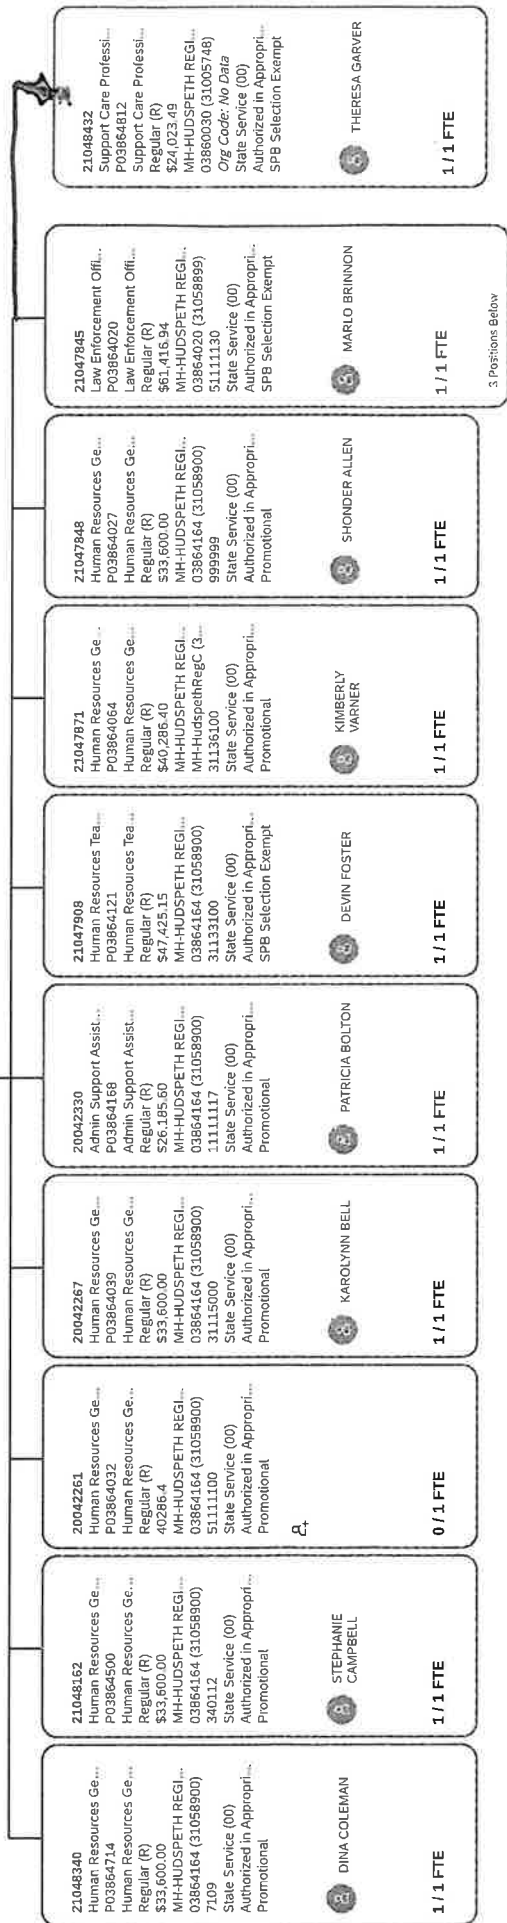 21048340
Human Resources Ge...
P03864714
Human Resources Ge...
Regular (R)
$33,600.00
MH-HUDSPETH REGI...
03864164 (31058900)
7109
State Service (00)
Authorized in Appropri...
Promotional
DINA COLEMAN
1 / 1 FTE
21048162
Human Resources Ge...
P03864500
Human Resources Ge...
Regular (R)
$33,600.00
MH-HUDSPETH REGI...
03864164 (31058900)
340112
State Service (00)
Authorized in Appropri...
Promotional
STEPHANIE
CAMPBELL
1 / 1 FTE
20042261
Human Resources Ge...
P03864032
Human Resources Ge...
Regular (R)
40286.4
MH-HUDSPETH REGI...
03864164 (31058900)
51111100
State Service (00)
Authorized in Appropri...
Promotional
0 / 1 FTE
20042267
Human Resources Ge...
P03864039
Human Resources Ge...
Regular (R)
$33,600.00
MH-HUDSPETH REGI...
03864164 (31058900)
31115000
State Service (00)
Authorized in Appropri...
Promotional
KAROLYNN BELL
1 / 1 FTE
20042330
Admin Support Assist...
P03864168
Admin Support Assist...
Regular (R)
$26,185.60
MH-HUDSPETH REGI...
03864164 (31058900)
11111117
State Service (00)
Authorized in Appropri...
Promotional
PATRICIA BOLTON
1 / 1 FTE
21047908
Human Resources Tea...
P03864121
Human Resources Tea...
Regular (R)
$47,425.15
MH-HUDSPETH REGI...
03864164 (31058900)
31133100
State Service (00)
Authorized in Appropri...
SPB Selection Exempt
DEVIN FOSTER
1 / 1 FTE
21047871
Human Resources Ge...
P03864064
Human Resources Ge...
Regular (R)
$40,286.40
MH-HUDSPETH REGI...
MH-HudspethRegC (3...
31136100
State Service (00)
Authorized in Appropri...
Promotional
KIMBERLY
VARNER
1 / 1 FTE
21047848
Human Resources Ge...
P03864027
Human Resources Ge...
Regular (R)
$33,600.00
MH-HUDSPETH REGI...
03864164 (31058900)
999999
State Service (00)
Authorized in Appropri...
Promotional
SHONDER ALLEN
1 / 1 FTE
21047845
Law Enforcement Offi...
P03864020
Law Enforcement Offi...
Regular (R)
$61,416.94
MH-HUDSPETH REGI...
03864020 (31058899)
51111130
State Service (00)
Authorized in Appropri...
SPB Selection Exempt
MARLO BRINNON
1 / 1 FTE
3 Positions Below
21048432
Support Care Professi...
P03864812
Support Care Professi...
Regular (R)
$24,023.49
MH-HUDSPETH REGI...
03860030 (31005748)
Org Code: No Data
State Service (00)
Authorized in Appropri...
SPB Selection Exempt
THERESA GARVER
1 / 1 FTE